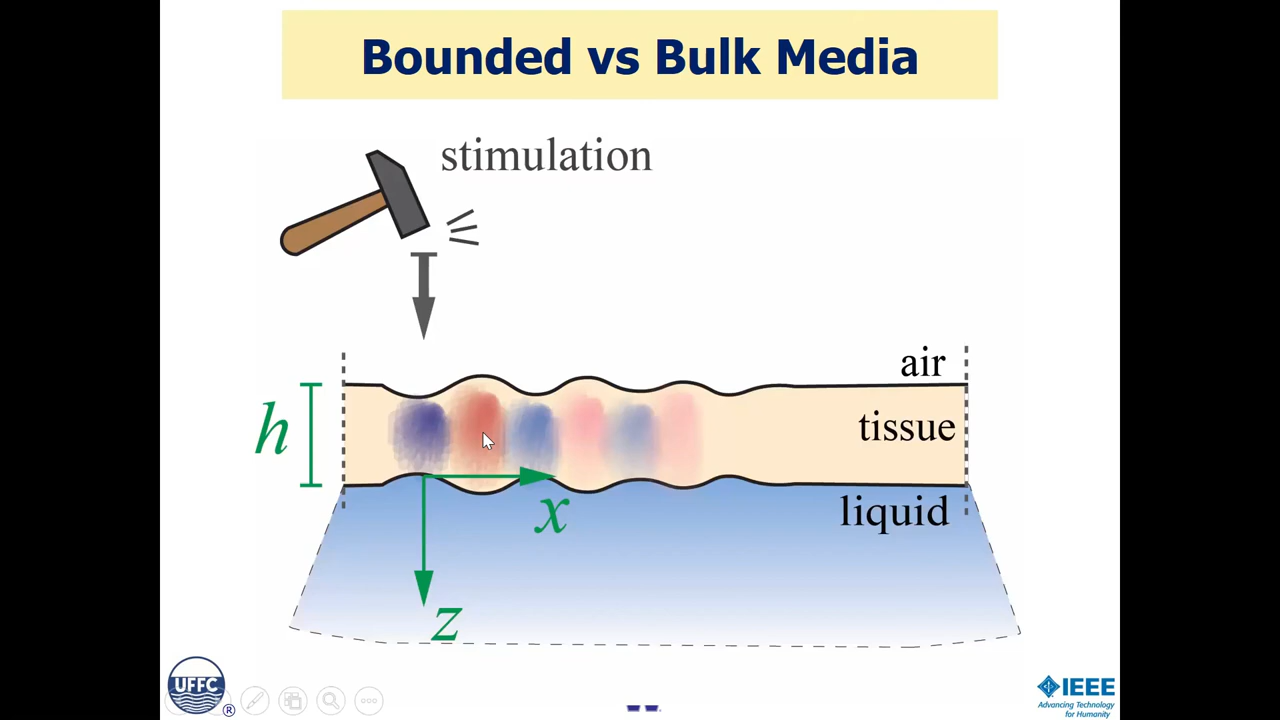 Bounded vs Bulk Media
stimulation
air
h
tissue
x
liquid
z
UFFC
®
IEEE
Advancing Technology
for Humanity